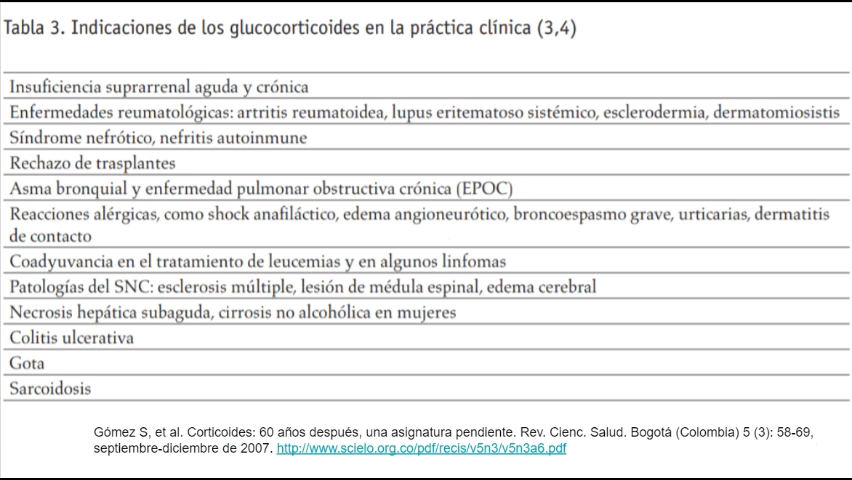 Tabla 3. Indicaciones de los glucocorticoides en la práctica clínica (3,4)
Insuficiencia suprarrenal aguda y crónica
Enfermedades reumatológicas: artritis reumatoidea, lupus eritematoso sistémico, esclerodermia, dermatomiosistis
Síndrome nefrótico, nefritis autoinmune
Rechazo de trasplantes
Asma bronquial y enfermedad pulmonar obstructiva crónica (EPOC)
Reacciones alérgicas, como shock anafiláctico, edema angioneurótico, broncoespasmo grave, urticarias, dermatitis
de contacto
Coadyuvancia en el tratamiento de leucemias y en algunos linfomas
Patologías del SNC: esclerosis múltiple, lesión de médula espinal, edema cerebral
Necrosis hepática subaguda, cirrosis no alcohólica en mujeres
Colitis ulcerativa
Gota
Sarcoidosis
Gómez S, et al. Corticoides: 60 años después, una asignatura pendiente. Rev. Cienc. Salud. Bogotá (Colombia) 5 (3): 58-69,
septiembre-diciembre de 2007. http://www.scielo.org.co/pdf/recis/v5n3/v5n3a6.pdf